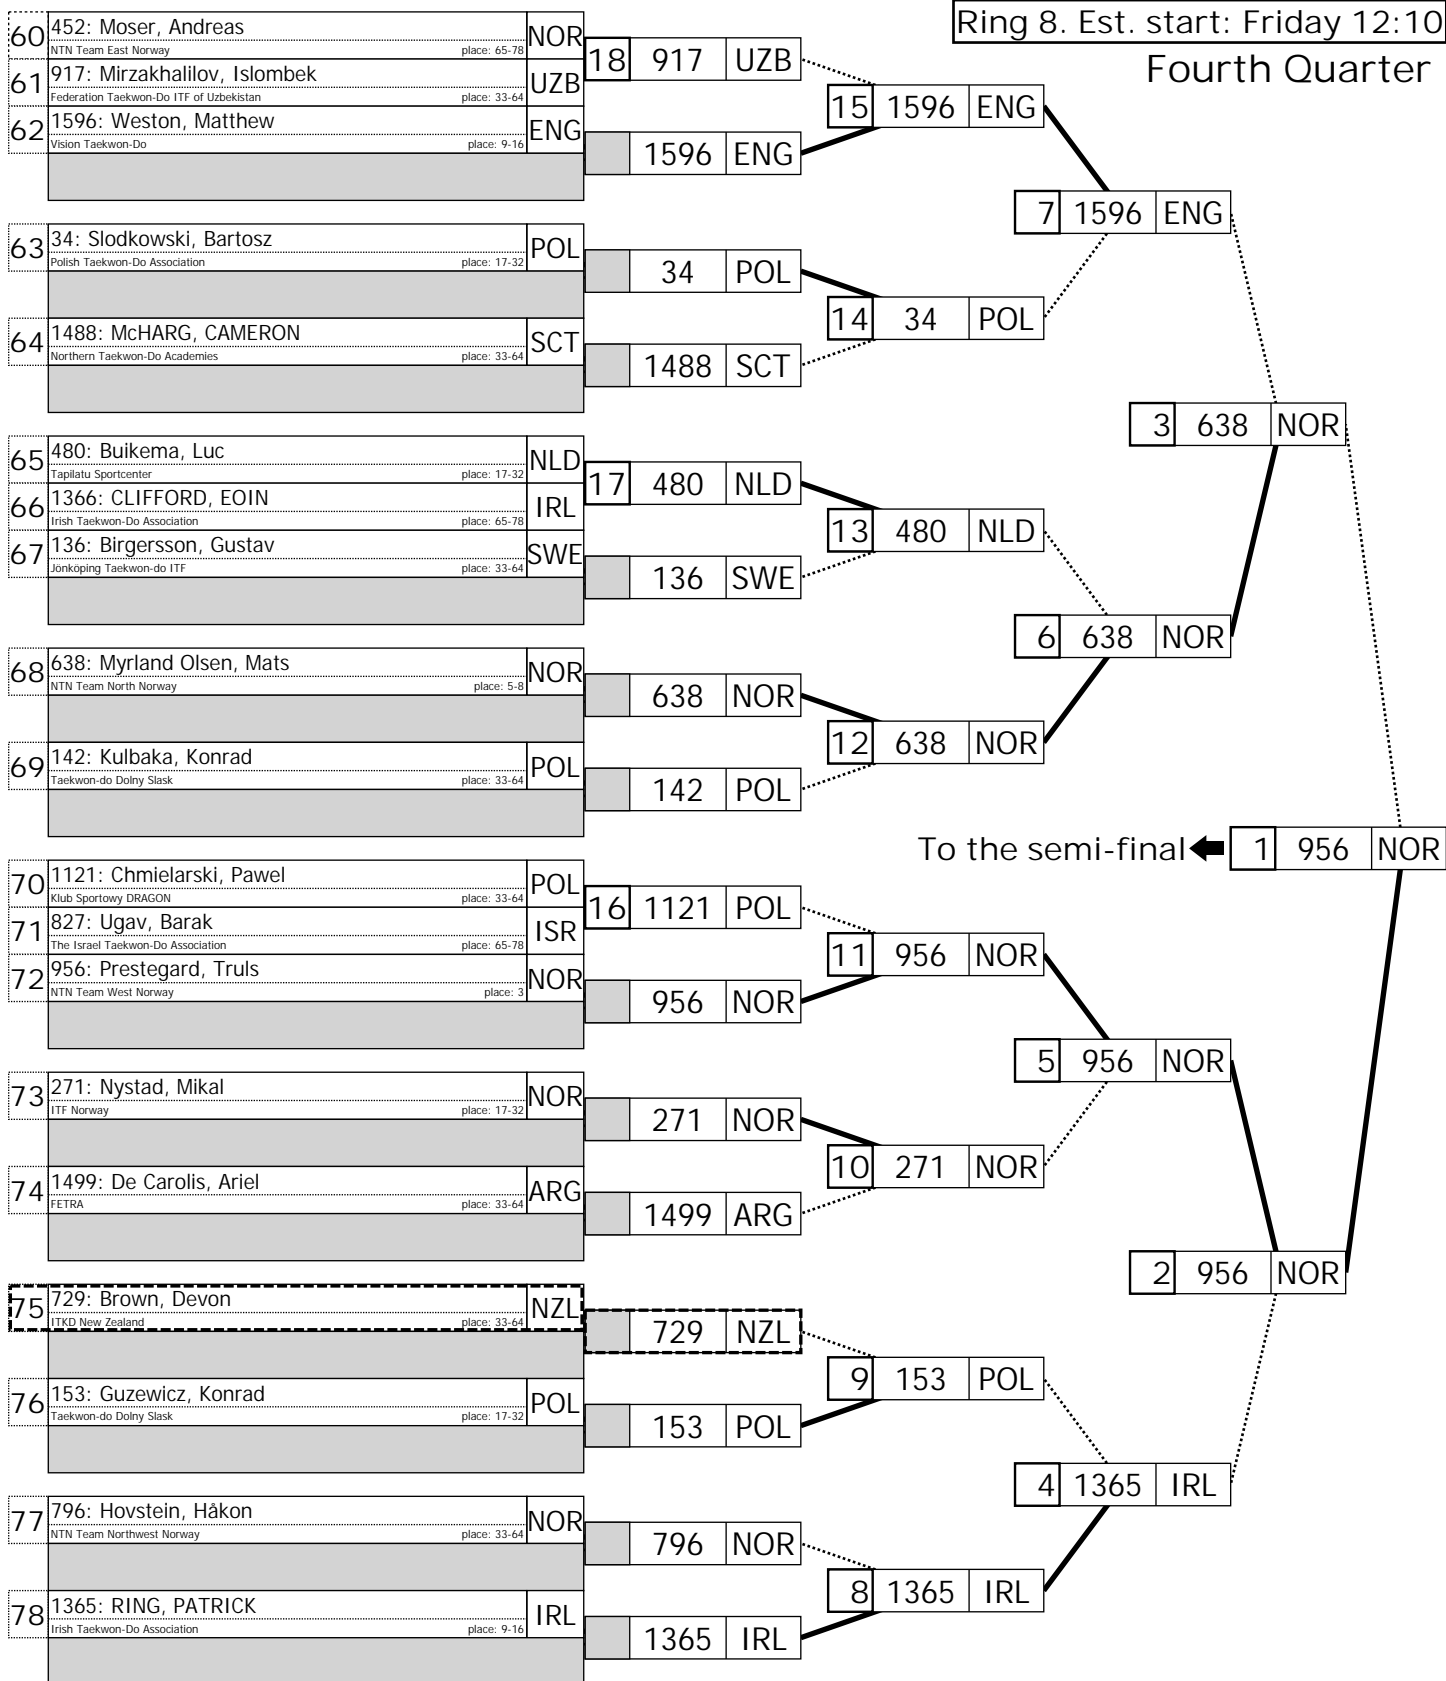 Ring 8. Est. start: Friday 12:10
Fourth Quarter
60 452: Moser, Andreas NOR
NTN Team East Norway place: 65-78
61 917: Mirzakhalilov, Islombek UZB
Federation Taekwon-Do ITF of Uzbekistan place: 33-64
62 1596: Weston, Matthew ENG
Vision Taekwon-Do place: 9-16
63 34: Slodkowski, Bartosz POL
Polish Taekwon-Do Association place: 17-32
64 1488: McHARG, CAMERON SCT
Northern Taekwon-Do Academies place: 33-64
65 480: Buikema, Luc NLD
Tapilatu Sportcenter place: 17-32
66 1366: CLIFFORD, EOIN IRL
Irish Taekwon-Do Association place: 65-78
67 136: Birgersson, Gustav SWE
Jönköping Taekwon-do ITF place: 33-64
68 638: Myrland Olsen, Mats NOR
NTN Team North Norway place: 5-8
69 142: Kulbaka, Konrad POL
Taekwon-do Dolny Slask place: 33-64
70 1121: Chmielarski, Pawel POL
Klub Sportowy DRAGON place: 33-64
71 827: Ugav, Barak ISR
The Israel Taekwon-Do Association place: 65-78
72 956: Prestegard, Truls NOR
NTN Team West Norway place: 3
73 271: Nystad, Mikal NOR
ITF Norway place: 17-32
74 1499: De Carolis, Ariel ARG
FETRA place: 33-64
75 729: Brown, Devon NZL
ITKD New Zealand place: 33-64
76 153: Guzewicz, Konrad POL
Taekwon-do Dolny Slask place: 17-32
77 796: Hovstein, Håkon NOR
NTN Team Northwest Norway place: 33-64
78 1365: RING, PATRICK IRL
Irish Taekwon-Do Association place: 9-16
18 917 UZB
1596 ENG
34 POL
1488 SCT
17 480 NLD
136 SWE
638 NOR
142 POL
16 1121 POL
956 NOR
271 NOR
1499 ARG
729 NZL
153 POL
796 NOR
1365 IRL
15 1596 ENG
14 34 POL
13 480 NLD
12 638 NOR
11 956 NOR
10 271 NOR
9 153 POL
8 1365 IRL
7 1596 ENG
6 638 NOR
5 956 NOR
4 1365 IRL
3 638 NOR
2 956 NOR
To the semi-final 1 956 NOR